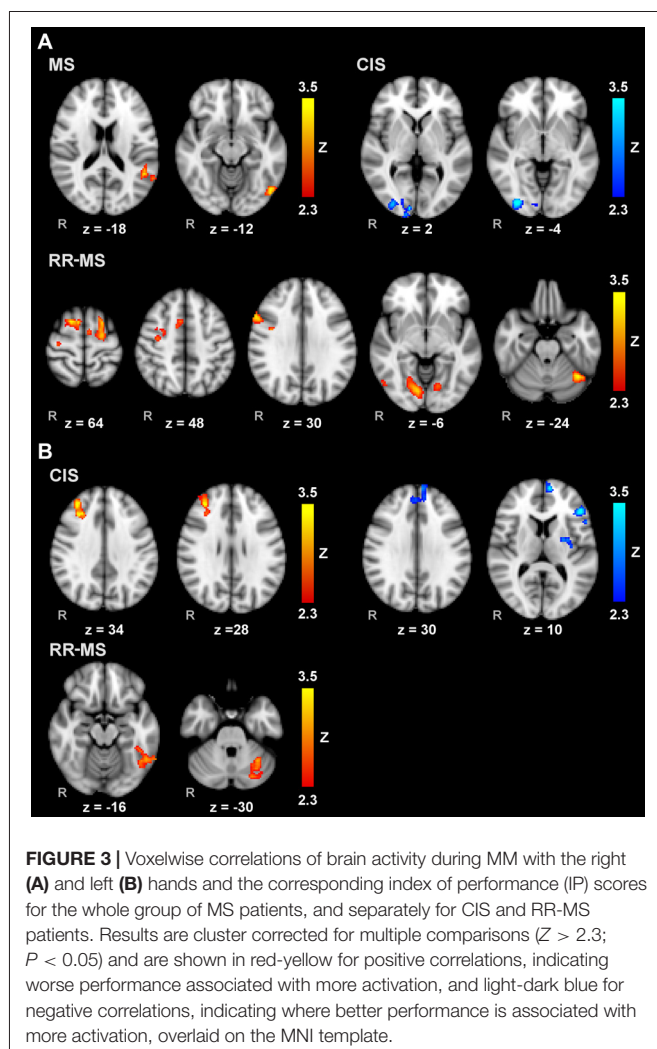 A
MS
CIS
3.5
Z
2.3
3.5
Z
2.3
R
z = -18
z = -12
R
z = 2
R
z = -4
RR-MS
3.5
Z
2.3
R
z = 64
R
z = 48
R
z = 30
R
z = -6
R
z = -24
B
CIS
3.5
Z
2.3
3.5
Z
2.3
R
z = 34
R
z =28
R
z = 30
R
z = 10
RR-MS
3.5
Z
2.3
R
z = -16
R
z = -30
FIGURE 3 | Voxelwise correlations of brain activity during MM with the right
(A) and left (B) hands and the corresponding index of performance (IP) scores
for the whole group of MS patients, and separately for CIS and RR-MS
patients. Results are cluster corrected for multiple comparisons (Z > 2.3;
P < 0.05) and are shown in red-yellow for positive correlations, indicating
worse performance associated with more activation, and light-dark blue for
negative correlations, indicating where better performance is associated with
more activation, overlaid on the MNI template.